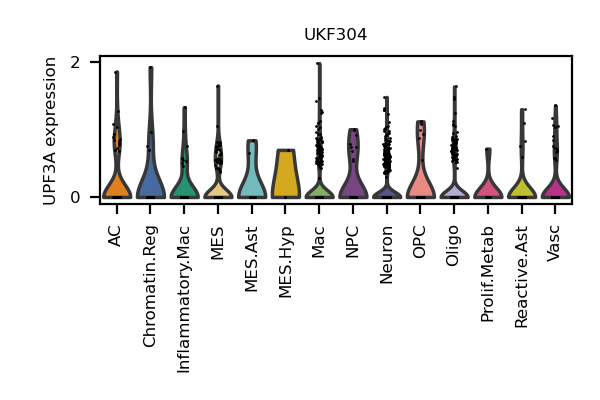 UKF304
UPF3A expression
2
0
AC
Chromatin.Reg
Inflammatory.Mac
MES
MES.Ast
MES.Hyp
Mac
NPC
Neuron
OPC
Oligo
Prolif.Metab
Reactive.Ast
Vasc